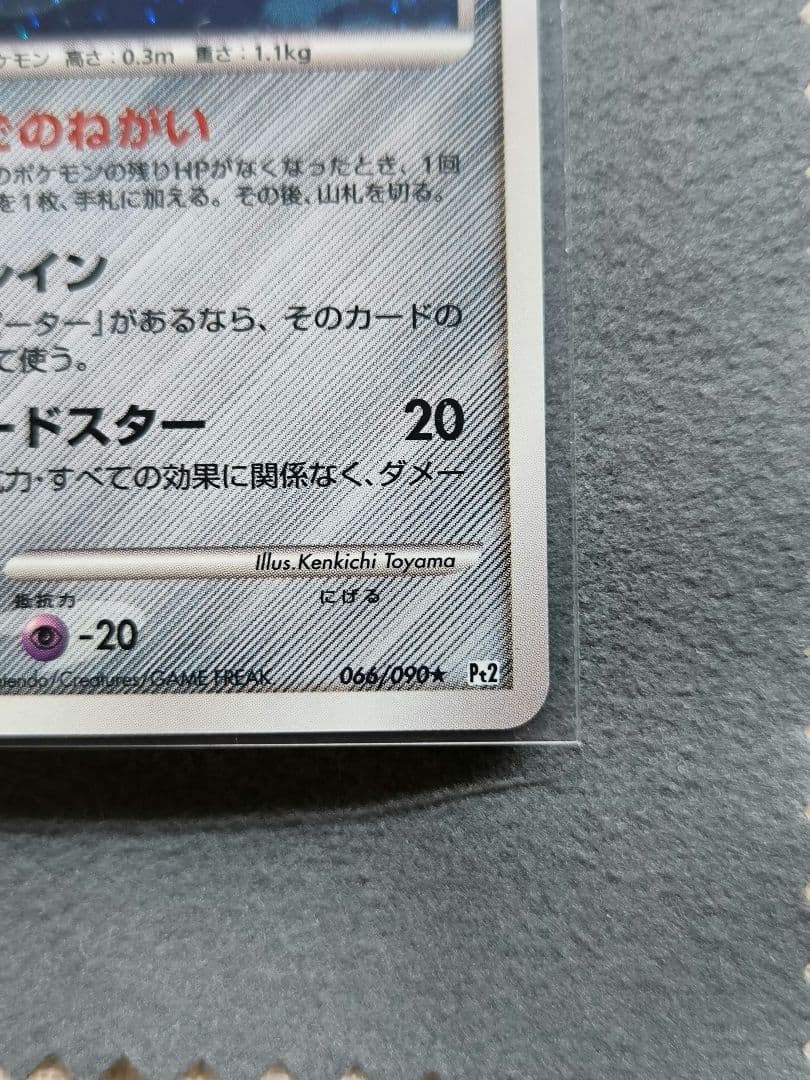 ケモン 高さ：0.3m 重さ：1.1kg
のねがい
のポケモンの残りHPがなくなったとき、1回
を1枚、手札に加える。その後、山札を切る。
イン
ーター」があるなら、そのカードの
て使う。
ードスター 20
力・すべての効果に関係なく、ダメー
Illus.Kenkichi Toyama
抵抗力 にげる
-20
ntendo/Creatures/GAME FREAK. 066/090★ Pt2